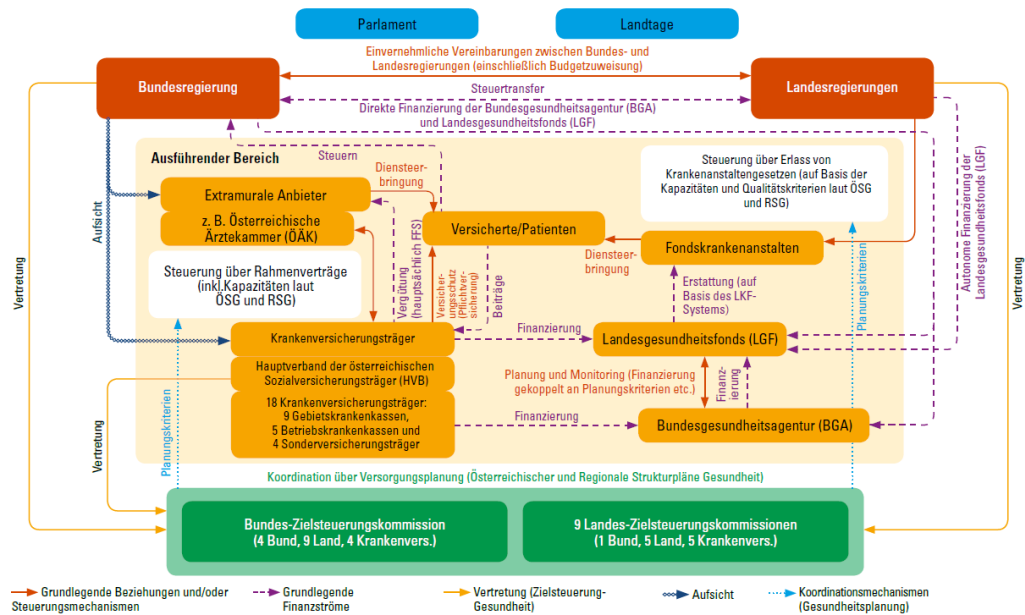 Parlament
Landtage
Einvernehmliche Vereinbarungen zwischen Bundes- und
Landesregierungen (einschließlich Budgetzuweisung)
Bundesregierung
Landesregierungen
Steuertransfer
Direkte Finanzierung der Bundesgesundheitsagentur (BGA)
und Landesgesundheitsfonds (LGF)
Ausführender Bereich
Steuern
Diensteer-
bringung
Steuerung über Erlass von
Krankenanstaltengesetzen (auf Basis der
Kapazitäten und Qualitätskriterien laut ÖSG
und RSG)
Extramurale Anbieter
z. B. Österreichische
Ärztekammer (ÖÄK)
Versicherte/Patienten
Fondskrankenanstalten
Diensteer-
bringung
Aufsicht
Vertretung
Steuerung über Rahmenverträge
(inkl.Kapazitäten laut
ÖSG und RSG)
Vergütung
(hauptsächlich FFS)
Versicher-
ungsschutz
(Pflichtver-
sicherung)
Beiträge
Erstattung (auf
Basis des LKF-
Systems)
Planungskriterien
Autonome Finanzierung der
Landesgesundheitsfonds (LGF)
Vertretung
Krankenversicherungsträger
Finanzierung
Landesgesundheitsfonds (LGF)
Hauptverband der österreichischen
Sozialversicherungsträger (HVB)
Planung und Monitoring (Finanzierung
gekoppelt an Planungskriterien etc.)
Finanz-
ierung
18 Krankenversicherungsträger:
9 Gebietskrankenkassen,
5 Betriebskrankenkassen und
4 Sonderversicherungsträger
Finanzierung
Bundesgesundheitsagentur (BGA)
Vertretung
Planungskriterien
Koordination über Versorgungsplanung (Österreichischer und Regionale Strukturpläne Gesundheit)
Bundes-Zielsteuerungskommission
(4 Bund, 9 Land, 4 Krankenvers.)
9 Landes-Zielsteuerungskommissionen
(1 Bund, 5 Land, 5 Krankenvers.)
Grundlegende Beziehungen und/oder
Steuerungsmechanismen
Grundlegende
Finanzströme
Vertretung (Zielsteuerung-
Gesundheit)
Aufsicht
Koordinationsmechanismen
(Gesundheitsplanung)